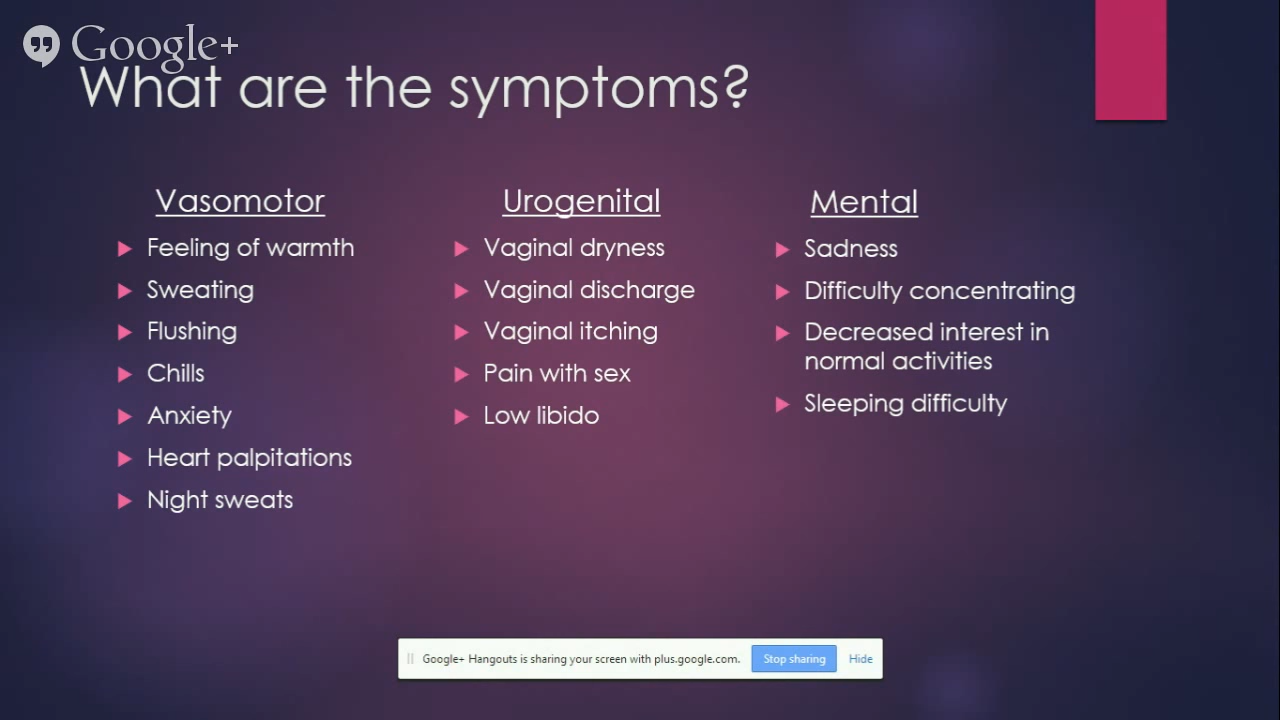 Google+
What are the symptoms?
Vasomotor
Feeling of warmth
Sweating
Flushing
Chills
Anxiety
Heart palpitations
Night sweats
Urogenital
Vaginal dryness
Vaginal discharge
Vaginal itching
Pain with sex
Low libido
Mental
Sadness
Difficulty concentrating
Decreased interest in
normal activities
Sleeping difficulty
Google+ Hangouts is sharing your screen with plus.google.com. Stop sharing Hide